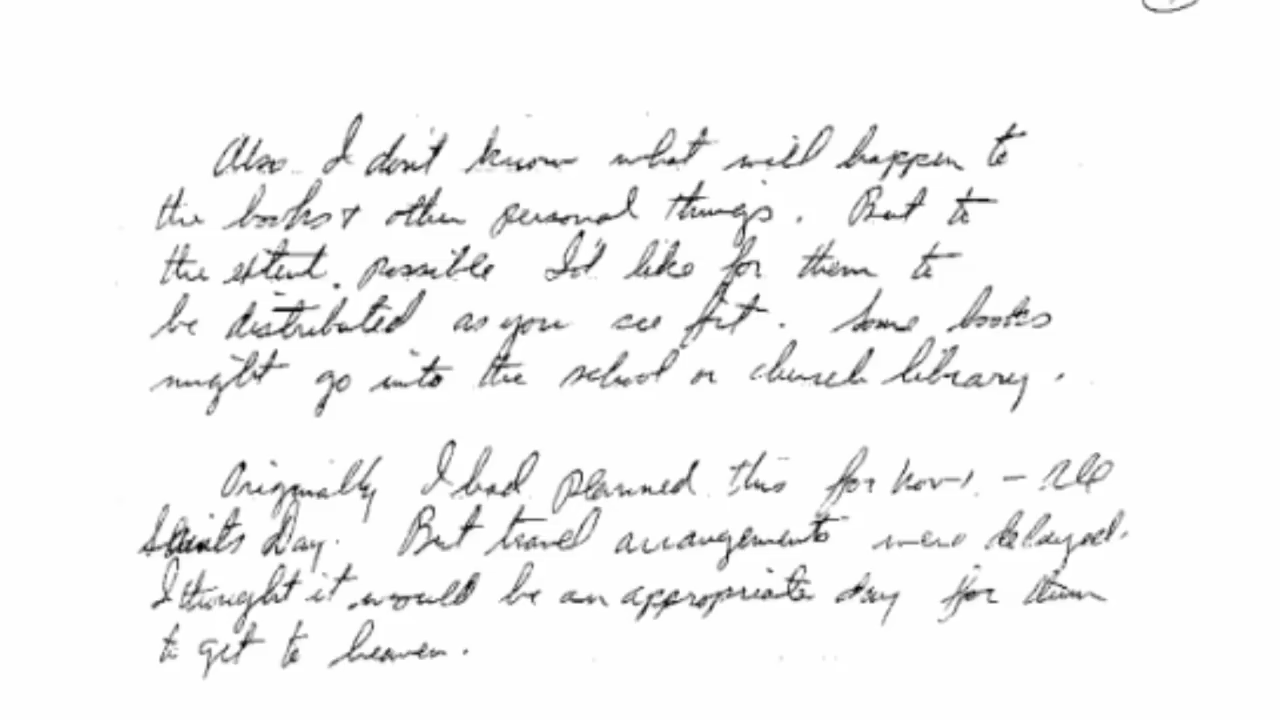 Also I don't know what will happen to
the books & other personal things. But to
the extent possible I'd like for them to
be distributed as you see fit. Some books
might go into the school or church library.
Originally I had planned this for Nov 1. – All
Saints Day. But travel arrangements were delayed.
I thought it would be an appropriate day for them
to get to heaven.